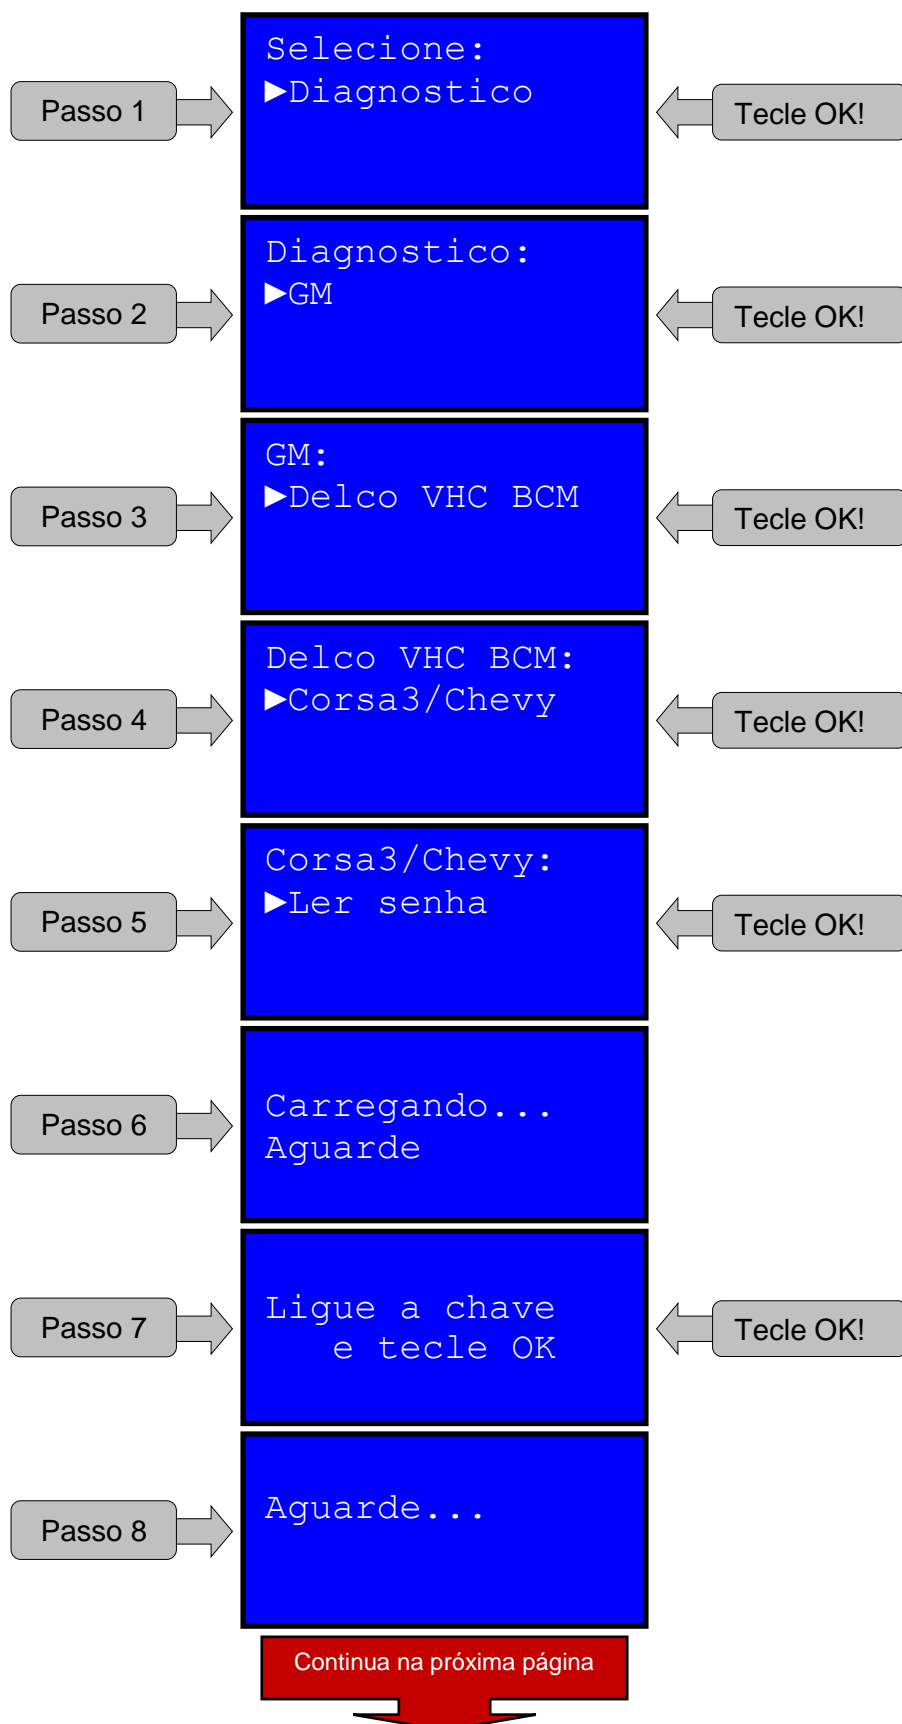 Selecione:
Passo 1 ►Diagnostico Tecle OK!
Diagnostico:
Passo 2 ►GM Tecle OK!
GM:
Passo 3 ►Delco VHC BCM Tecle OK!
Delco VHC BCM:
Passo 4 ►Corsa3/Chevy Tecle OK!
Corsa3/Chevy:
Passo 5 ►Ler senha Tecle OK!
Passo 6
Carregando...
Aguarde
Passo 7
Ligue a chave
e tecle OK
Tecle OK!
Passo 8
Aguarde...
Continua na próxima página